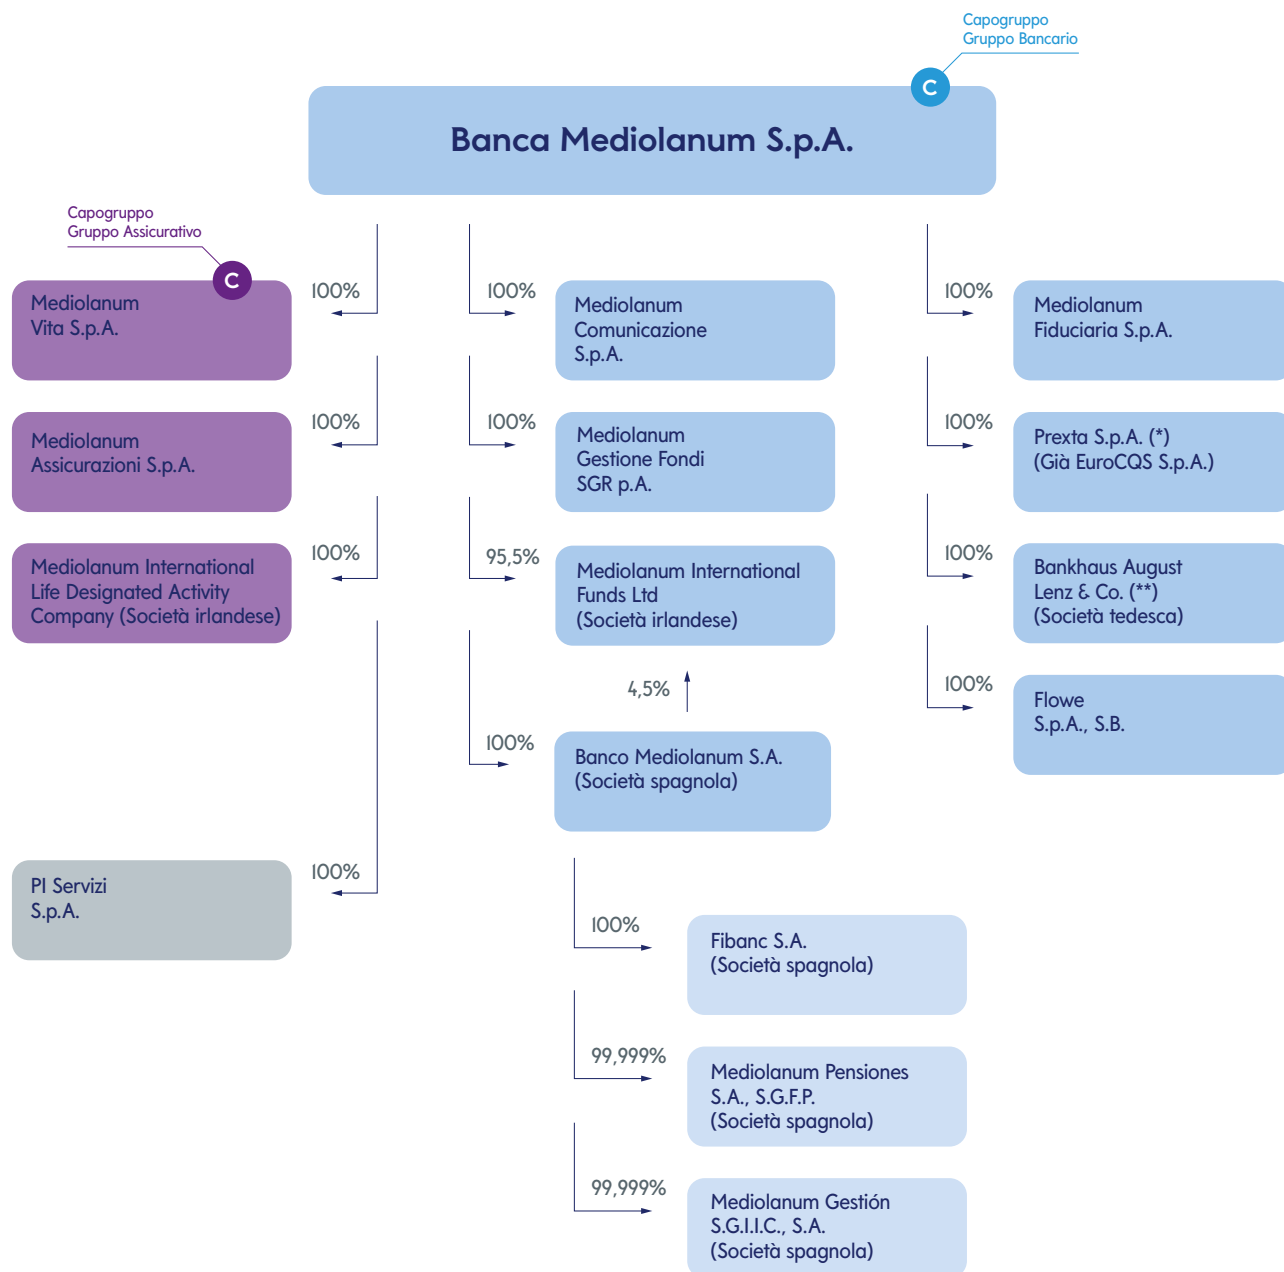 Capogruppo
Gruppo Bancario
C
Banca Mediolanum S.p.A.
Capogruppo
Gruppo Assicurativo
C
100%
Mediolanum
Vita S.p.A.
100%
Mediolanum
Assicurazioni S.p.A.
100%
Mediolanum International
Life Designated Activity
Company (Società irlandese)
100%
PI Servizi
S.p.A.
100%
Mediolanum
Comunicazione
S.p.A.
100%
Mediolanum
Gestione Fondi
SGR p.A.
95,5%
Mediolanum International
Funds Ltd
(Società irlandese)
4,5%
100%
Banco Mediolanum S.A.
(Società spagnola)
100%
Fibanc S.A.
(Società spagnola)
99,999%
Mediolanum Pensiones
S.A., S.G.F.P.
(Società spagnola)
99,999%
Mediolanum Gestión
S.G.I.I.C., S.A.
(Società spagnola)
100%
Mediolanum
Fiduciaria S.p.A.
100%
Prexta S.p.A. (*)
(Già EuroCQS S.p.A.)
100%
Bankhaus August
Lenz & Co. (**)
(Società tedesca)
100%
Flowe
S.p.A., S.B.